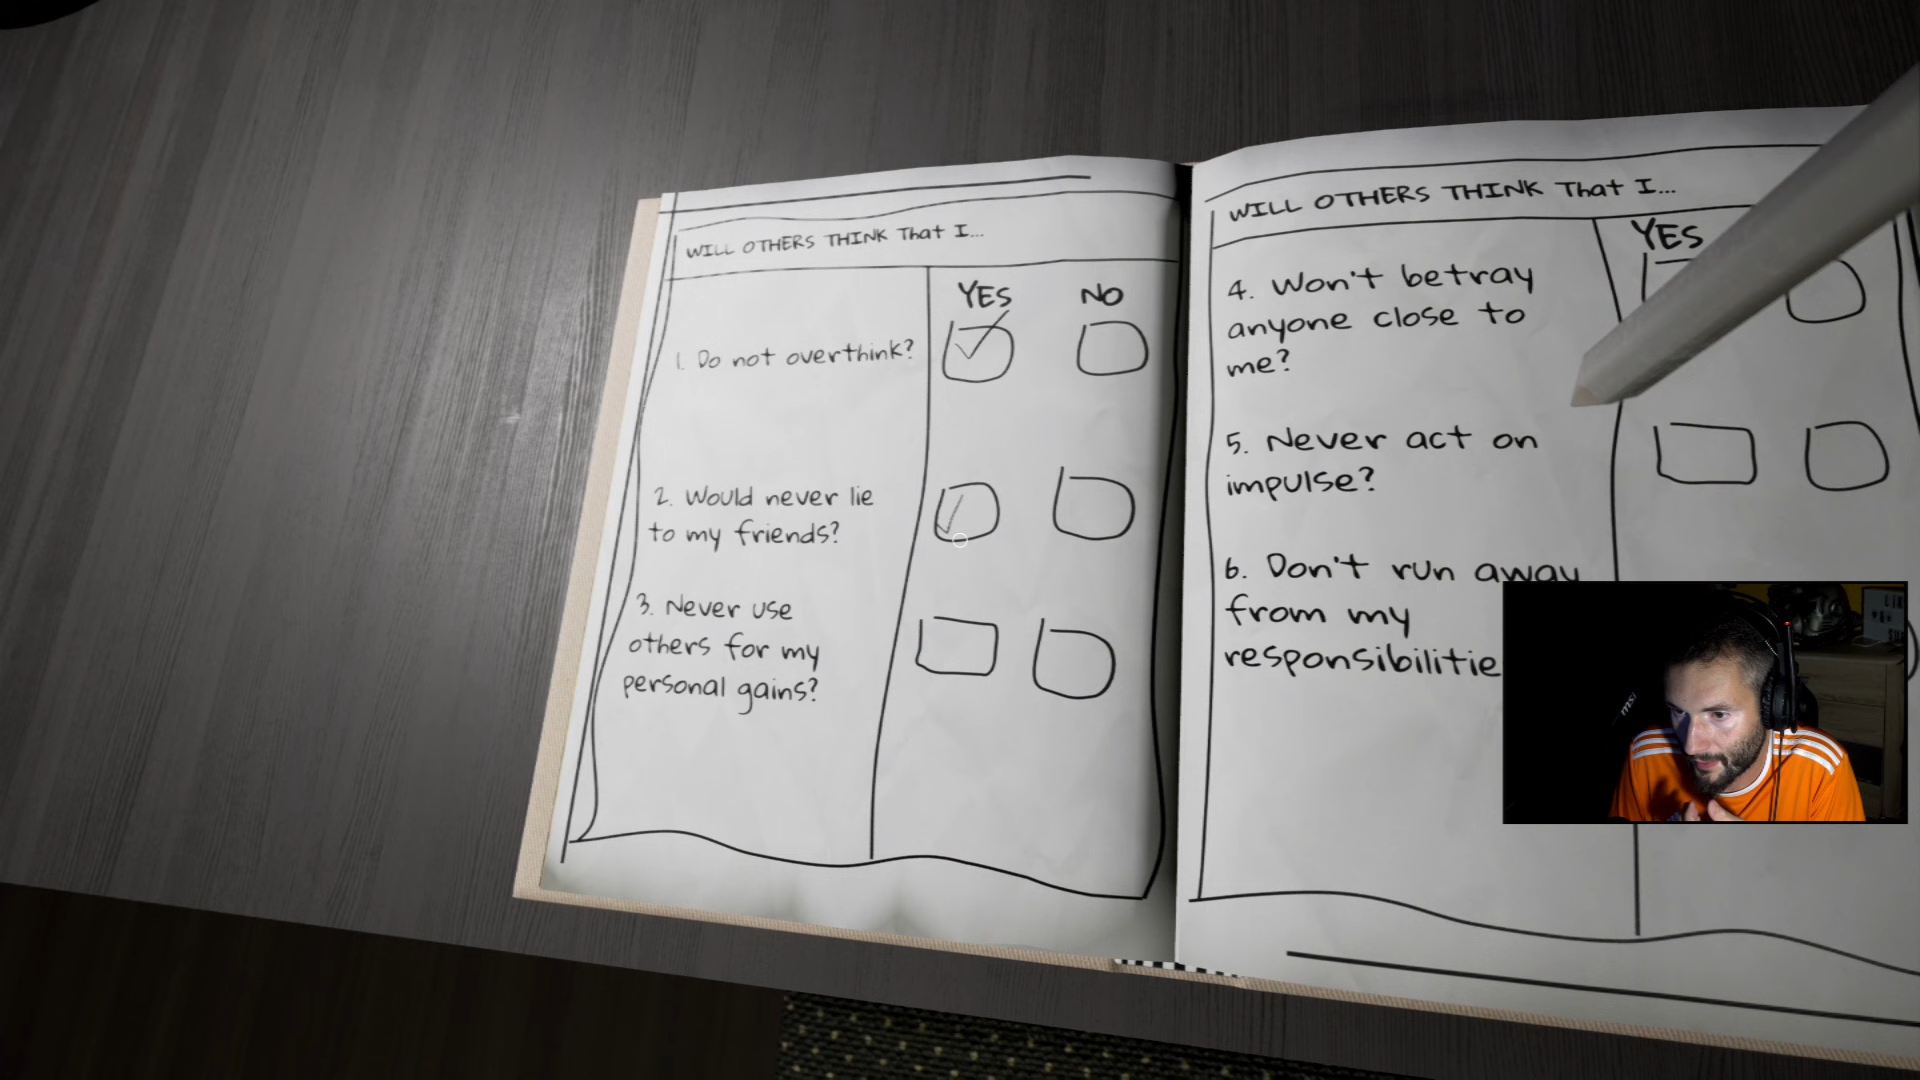 WILL OTHERS THINK That I...
YES NO
1. Do not overthink?
2. Would never lie
to my friends?
3. Never use
others for my
personal gains?
WILL OTHERS THINK That I...
YES
4. Won't betray
anyone close to
me?
5. Never act on
impulse?
6. Don't run away
from my
responsibilitie
msi